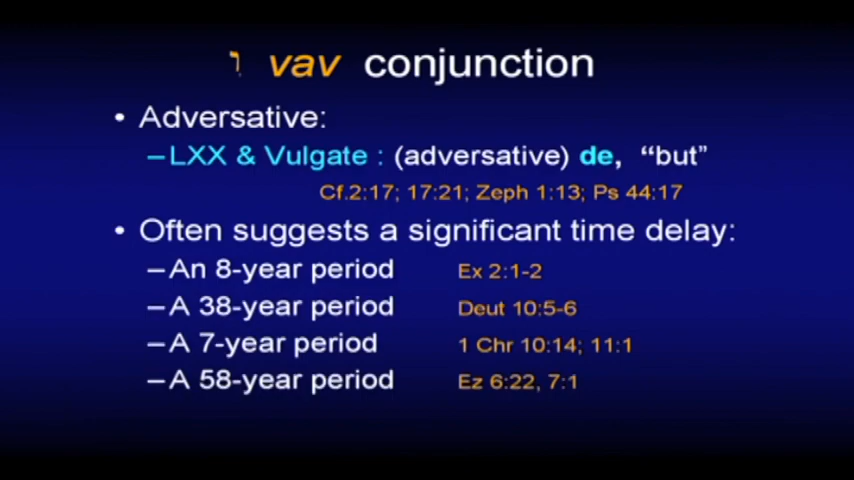 ו vav conjunction
• Adversative:
–LXX & Vulgate : (adversative) de, “but”
Cf.2:17; 17:21; Zeph 1:13; Ps 44:17
• Often suggests a significant time delay:
–An 8-year period Ex 2:1-2
–A 38-year period Deut 10:5-6
–A 7-year period 1 Chr 10:14; 11:1
–A 58-year period Ez 6:22, 7:1